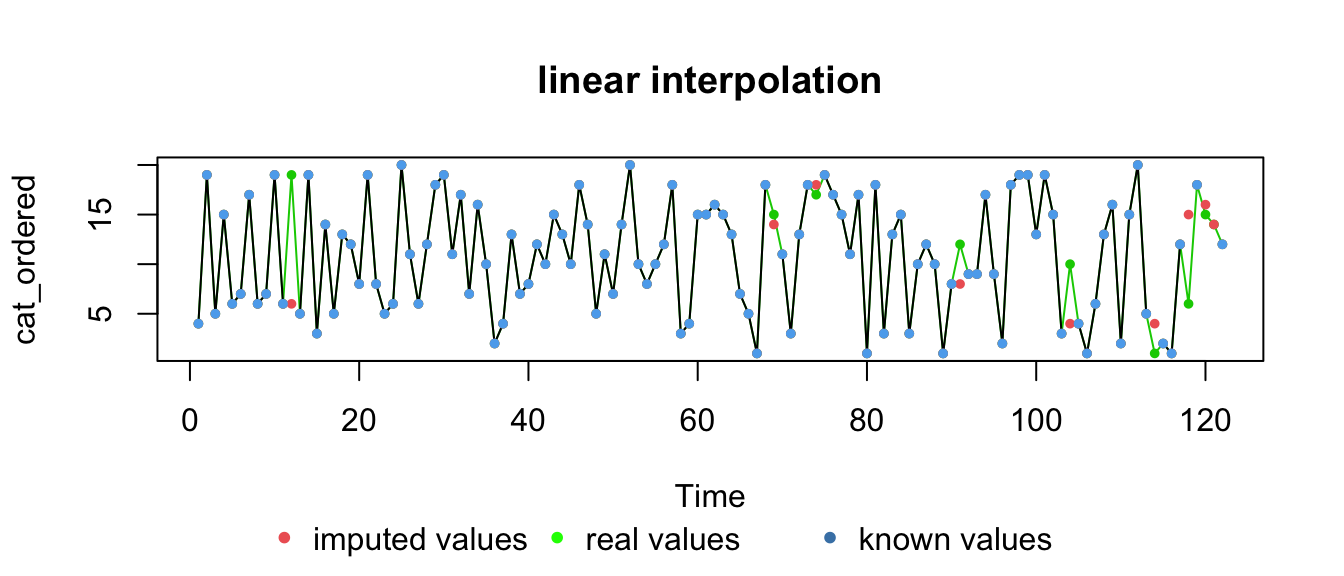 linear interpolation
cat_ordered
15
5
0 20 40 60 80 100 120
Time
imputed values real values known values